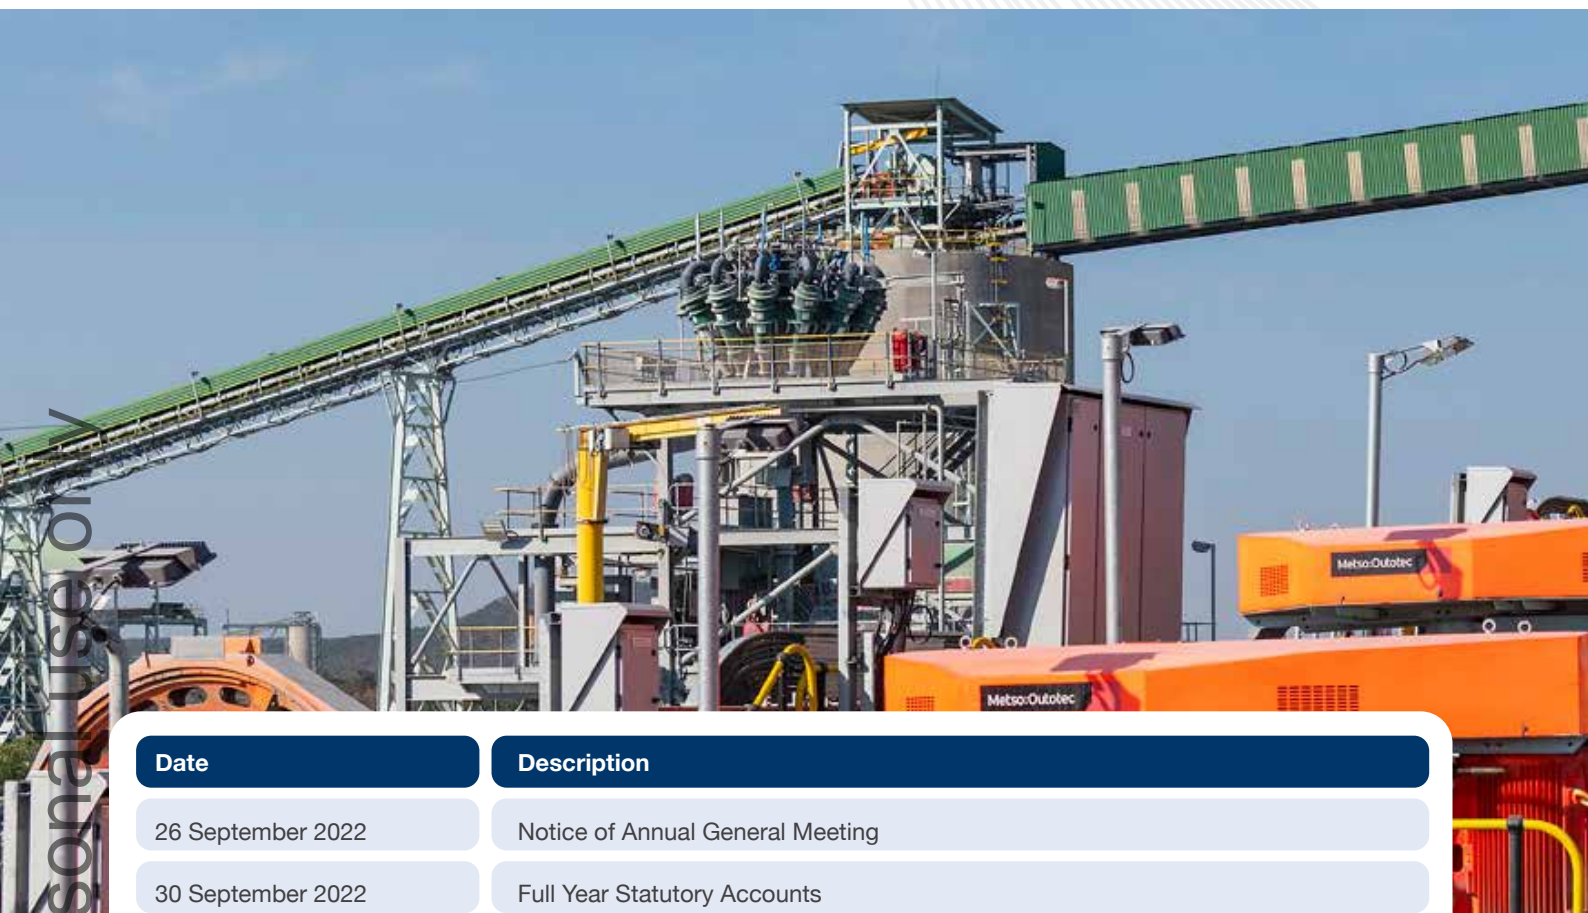 Metso:Outotec
Metso:Outotec
Date Description
26 September 2022 Notice of Annual General Meeting
30 September 2022 Full Year Statutory Accounts
sonal use only